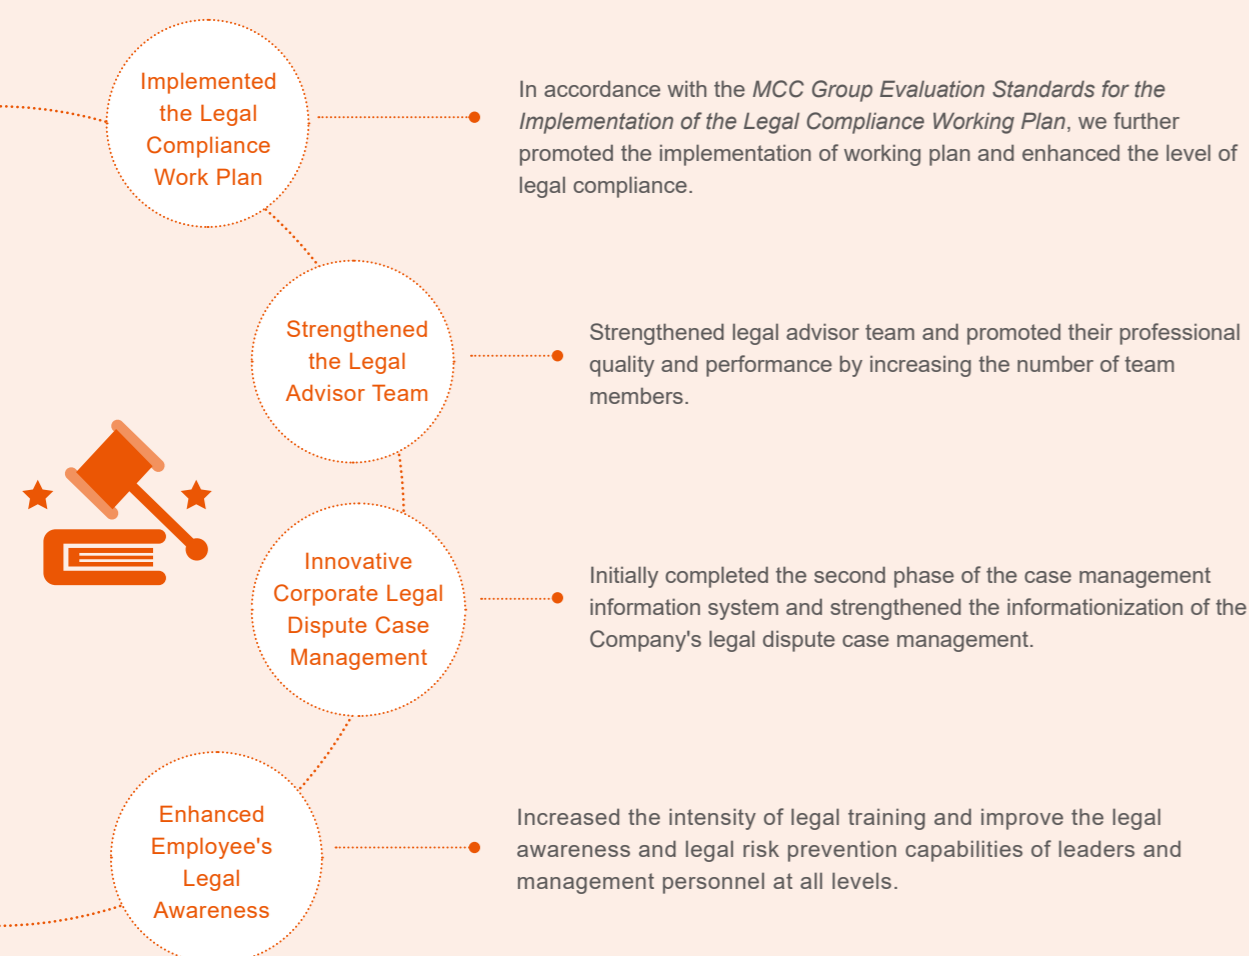 Implemented
the Legal
Compliance
Work Plan
In accordance with the MCC Group Evaluation Standards for the
Implementation of the Legal Compliance Working Plan, we further
promoted the implementation of working plan and enhanced the level of
legal compliance.
Strengthened
the Legal
Advisor Team
Strengthened legal advisor team and promoted their professional
quality and performance by increasing the number of team
members.
Innovative
Corporate Legal
Dispute Case
Management
Initially completed the second phase of the case management
information system and strengthened the informationization of the
Company's legal dispute case management.
Enhanced
Employee's
Legal
Awareness
Increased the intensity of legal training and improve the legal
awareness and legal risk prevention capabilities of leaders and
management personnel at all levels.